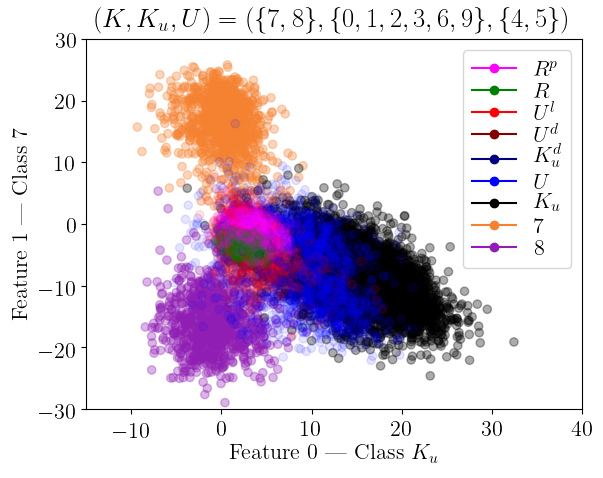 (K, K_u, U) = ({7, 8}, {0, 1, 2, 3, 6, 9}, {4, 5})
30
20
10
0
−10
−20
−30
Feature 1 — Class 7
R^p
R
U^l
U^d
K_u^d
U
K_u
7
8
−10
0
10
20
30
40
Feature 0 — Class K_u